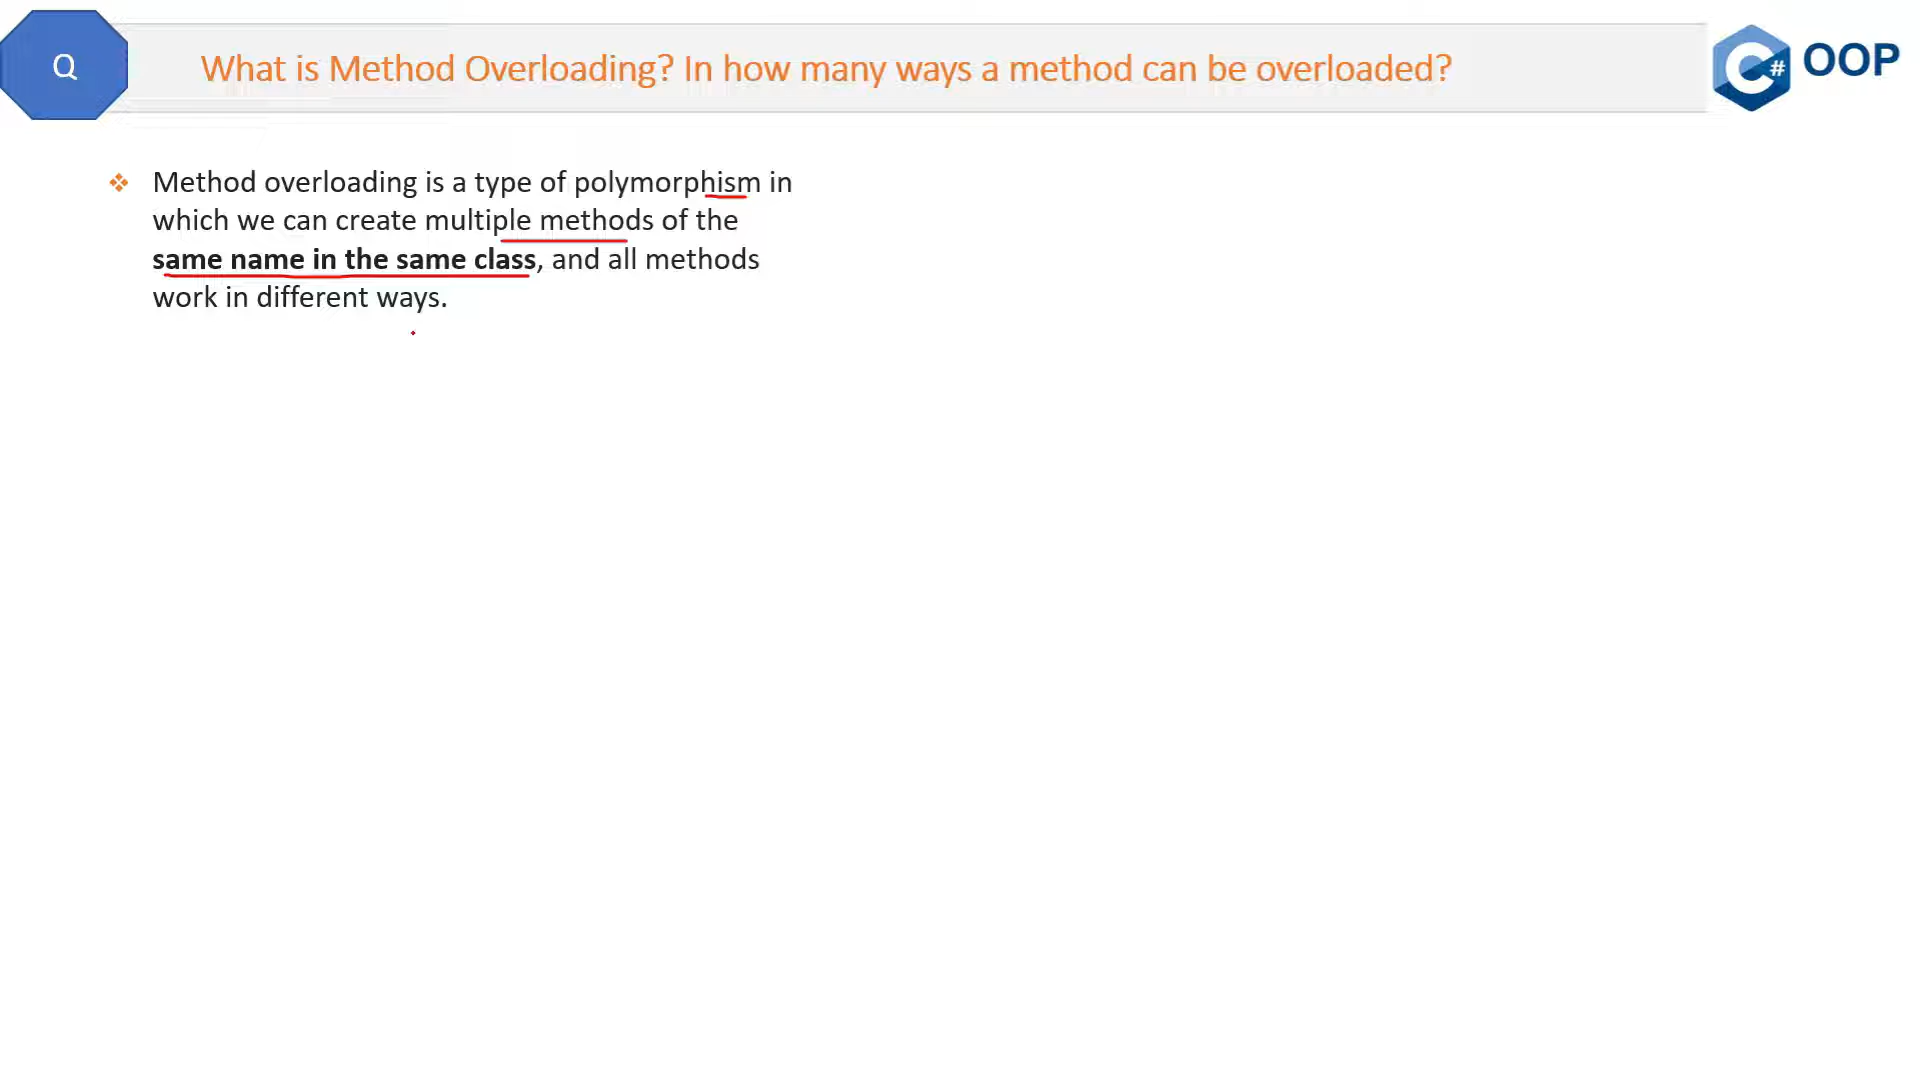 Q
What is Method Overloading? In how many ways a method can be overloaded?
C# OOP
Method overloading is a type of polymorphism in
which we can create multiple methods of the
same name in the same class, and all methods
work in different ways.